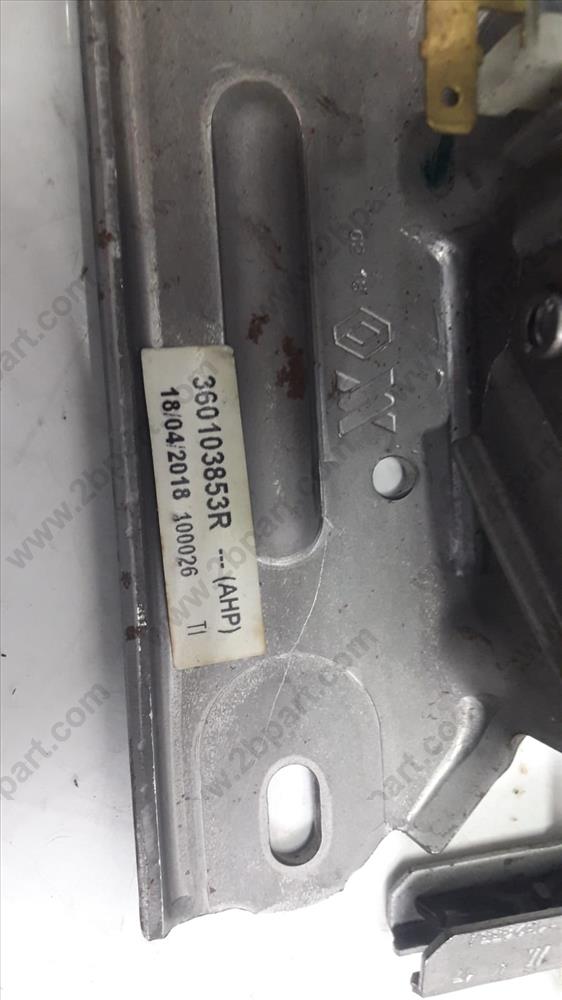 360103853R --- (AHP)
18/04/2018 100026 TI
www.2bpart.com